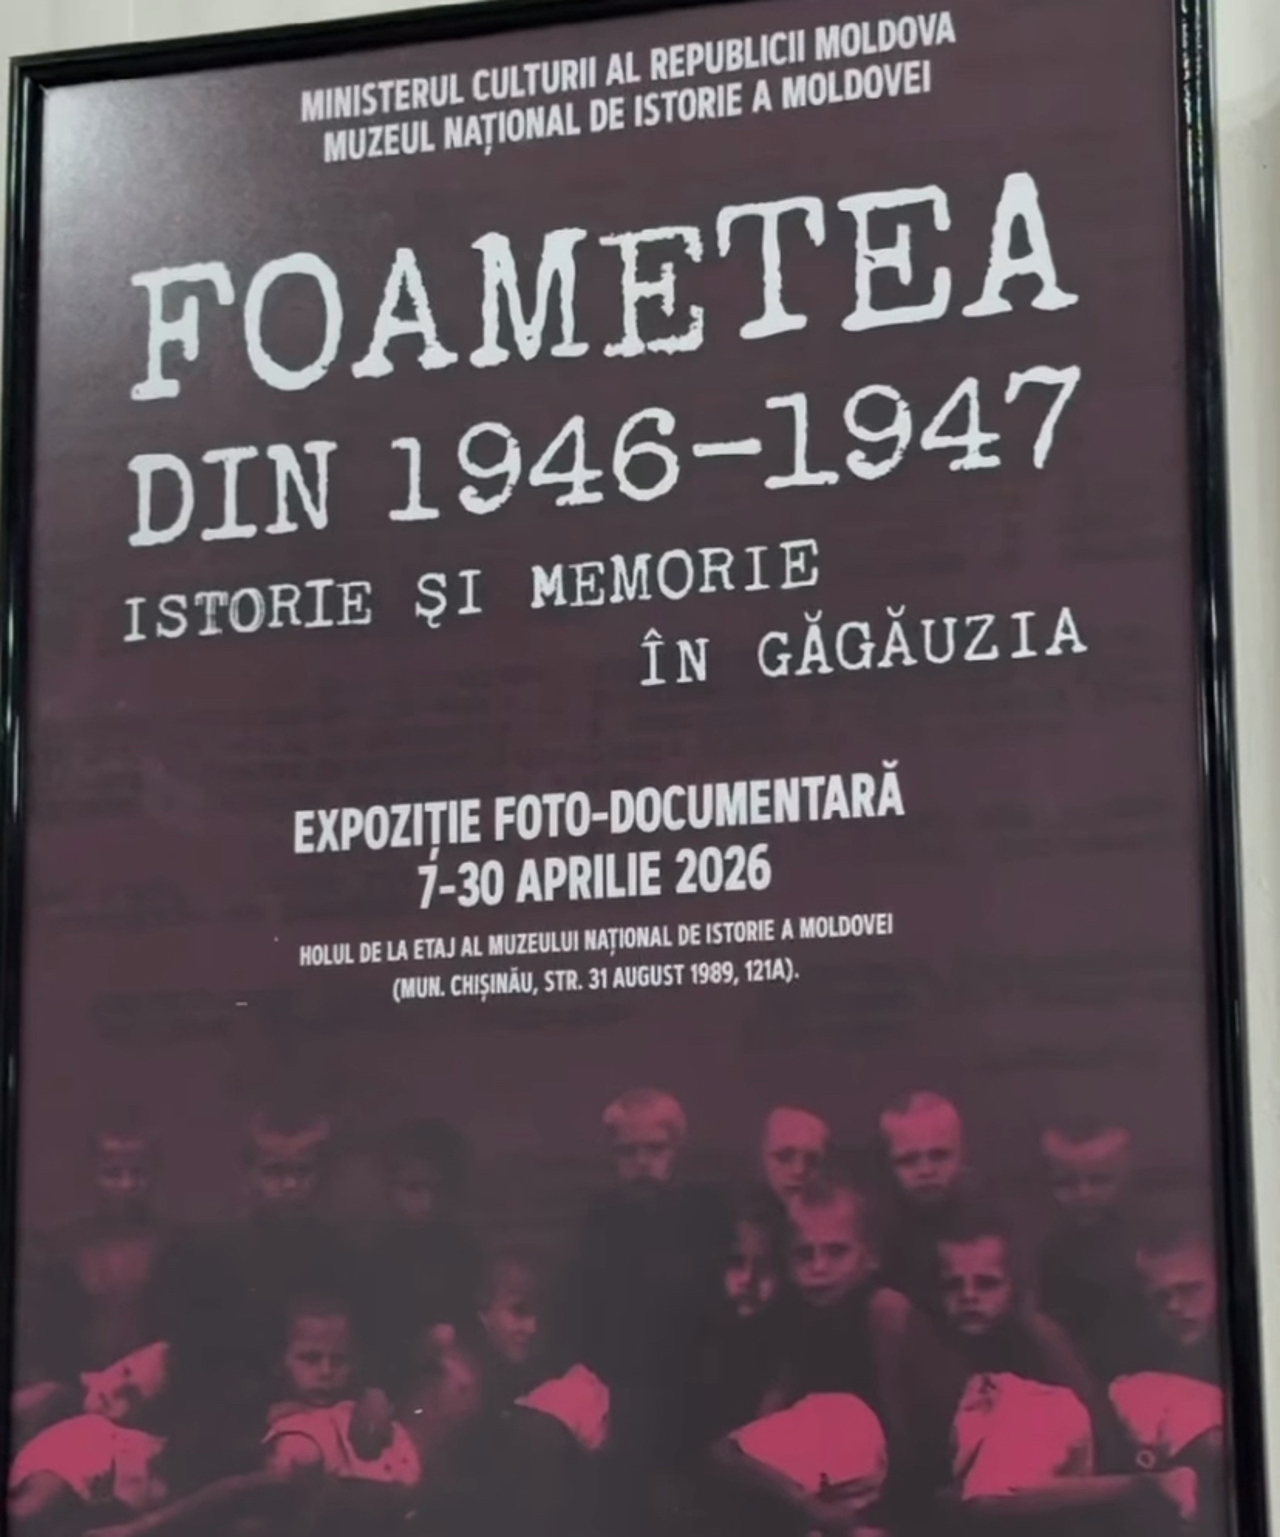 MINISTERUL CULTURII AL REPUBLICII MOLDOVA
MUZEUL NAȚIONAL DE ISTORIE A MOLDOVEI
FOAMETEA
DIN 1946-1947
ISTORIE ŞI MEMORIE
ÎN GĂGĂUZIA
EXPOZIȚIE FOTO-DOCUMENTARĂ
7-30 APRILIE 2026
HOLUL DE LA ETAJ AL MUZEULUI NAȚIONAL DE ISTORIE A MOLDOVEI
(MUN. CHIȘINĂU, STR. 31 AUGUST 1989, 121A).